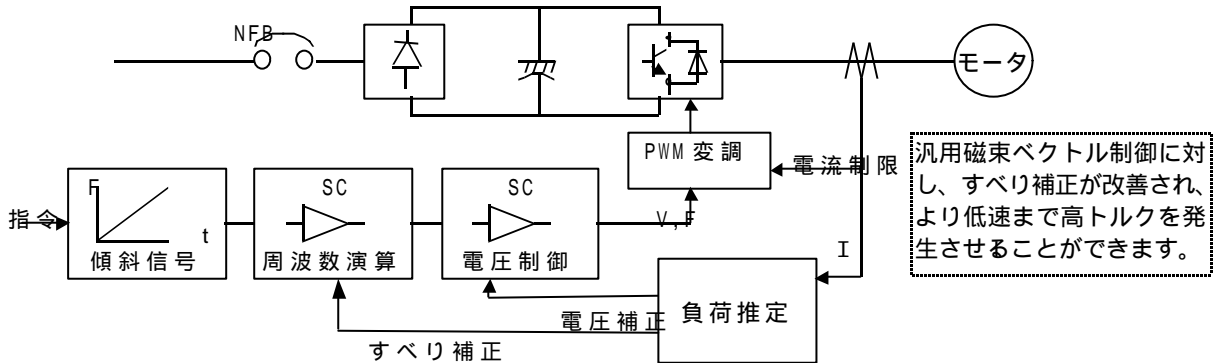 NFB
モータ
PWM 変調
電流制限
汎用磁束ベクトル制御に対
し、すべり補正が改善され、
より低速まで高トルクを発
生させることができます。
指令
F
t
傾斜信号
SC
周波数演算
SC
電圧制御
V,F
I
負荷推定
電圧補正
すべり補正